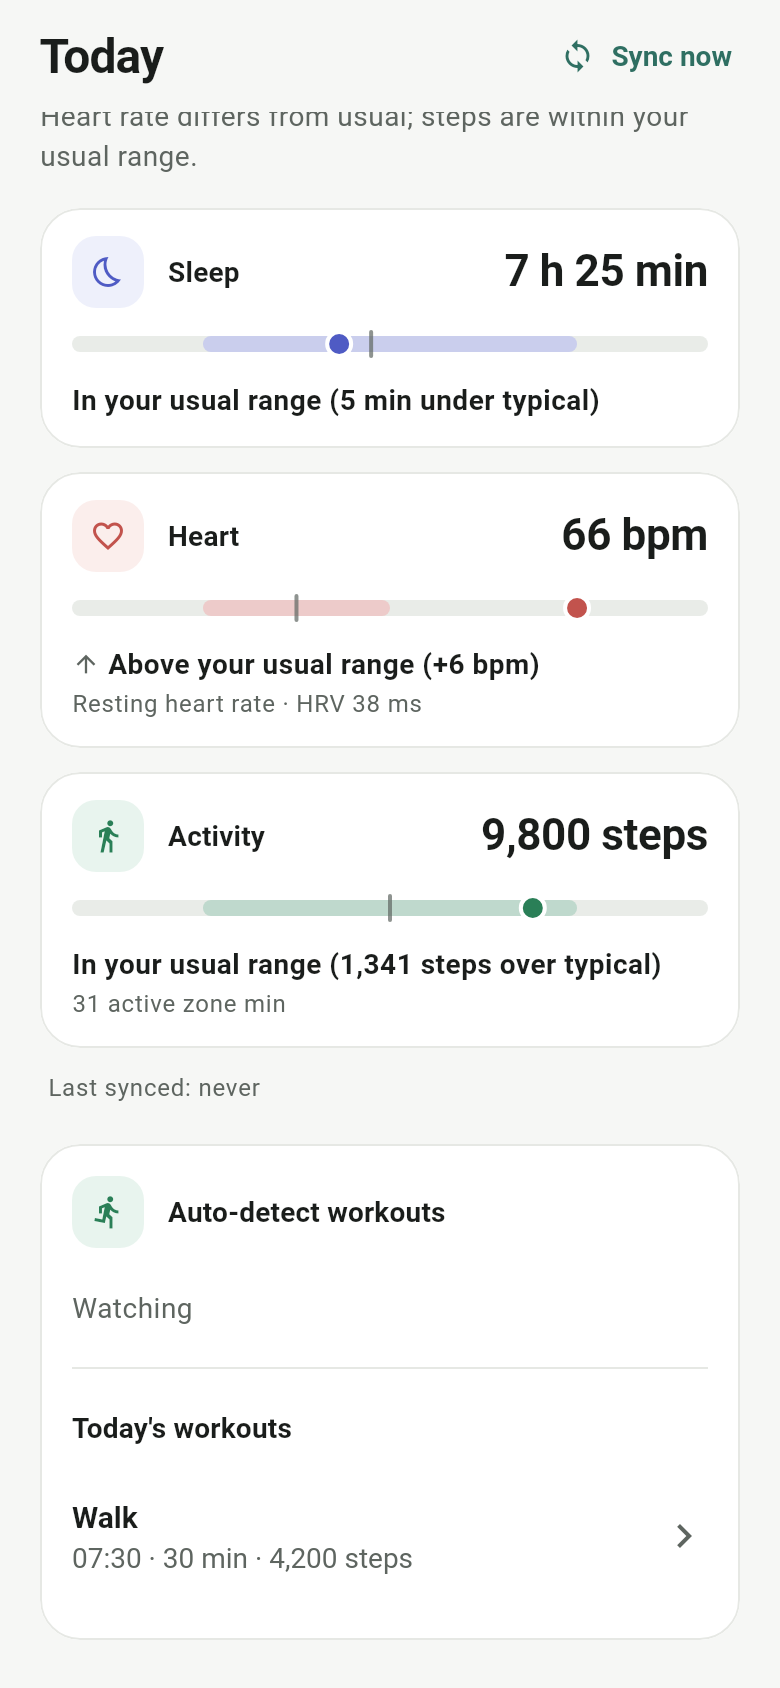 Today
Sync now
Heart rate differs from usual; steps are within your
usual range.
Sleep
7 h 25 min
In your usual range (5 min under typical)
Heart
66 bpm
↑ Above your usual range (+6 bpm)
Resting heart rate · HRV 38 ms
Activity
9,800 steps
In your usual range (1,341 steps over typical)
31 active zone min
Last synced: never
Auto-detect workouts
Watching
Today's workouts
Walk
07:30 · 30 min · 4,200 steps